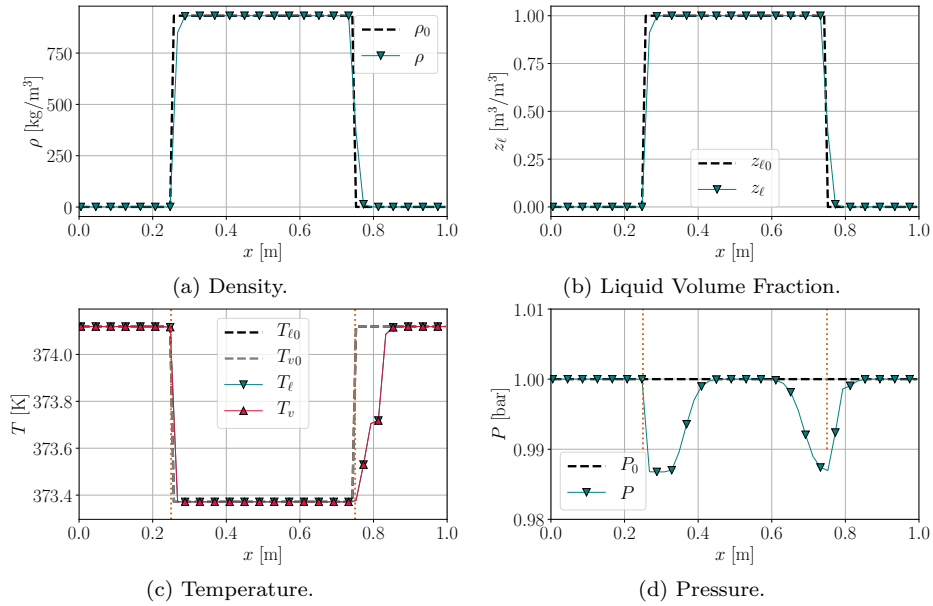 ρ₀
ρ
750
500
250
0
ρ [kg/m³]
0.0 0.2 0.4 0.6 0.8 1.0
x [m]
(a) Density.
1.00
0.75
0.50
0.25
0.00
z_ℓ [m³/m³]
z_ℓ0
z_ℓ
0.0 0.2 0.4 0.6 0.8 1.0
x [m]
(b) Liquid Volume Fraction.
374.0
373.8
373.6
373.4
T [K]
T_ℓ0
T_v0
T_ℓ
T_v
0.0 0.2 0.4 0.6 0.8 1.0
x [m]
(c) Temperature.
1.01
1.00
0.99
0.98
P [bar]
P₀
P
0.0 0.2 0.4 0.6 0.8 1.0
x [m]
(d) Pressure.